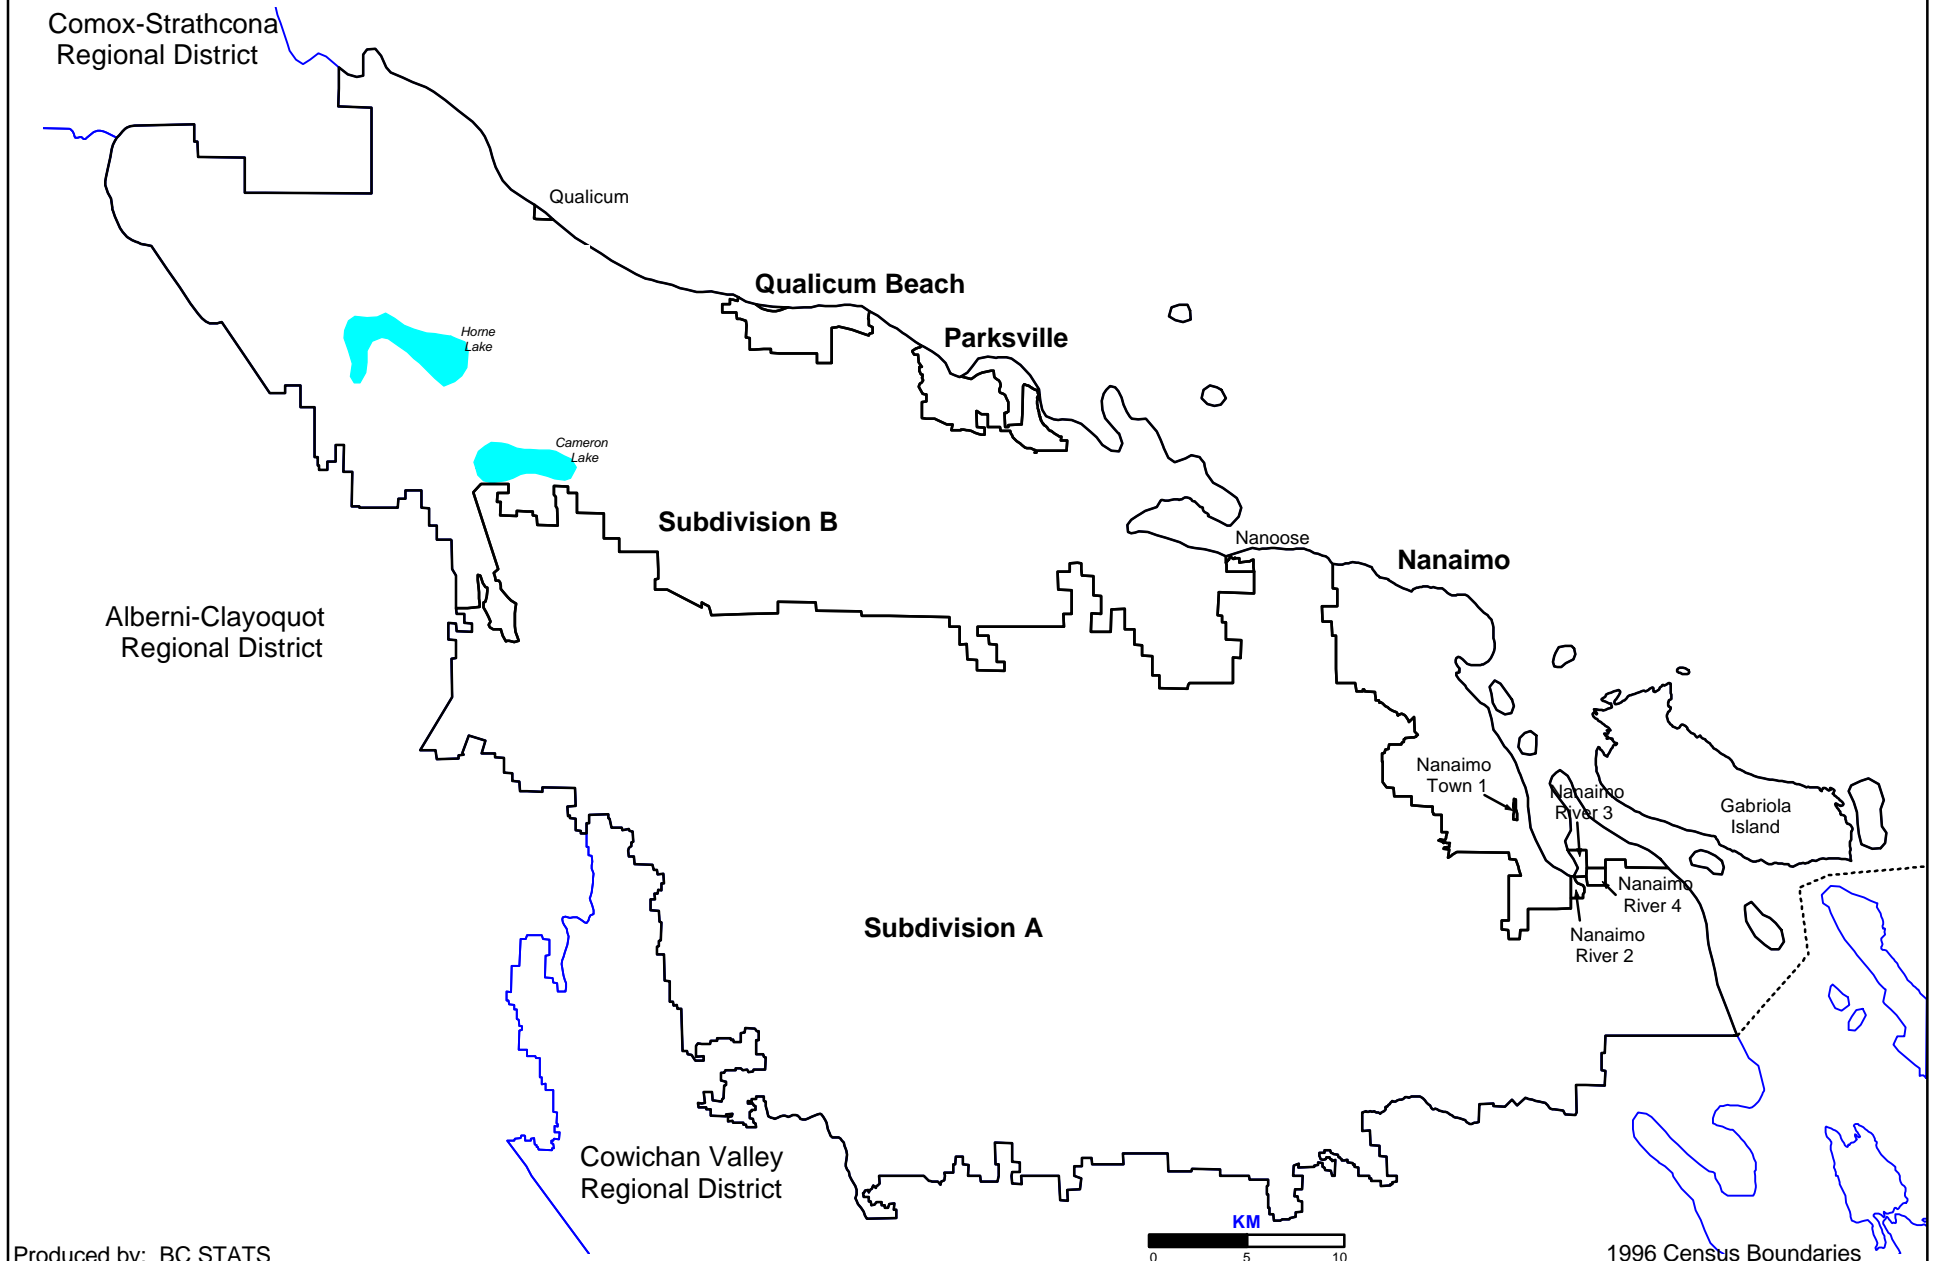 Comox-Strathcona
Regional District
Qualicum
Qualicum Beach
Parksville
Horne
Lake
Cameron
Lake
Subdivision B
Nanoose
Nanaimo
Alberni-Clayoquot
Regional District
Nanaimo
Town 1
Nanaimo
River 3
Gabriola
Island
Nanaimo
River 4
Subdivision A
Nanaimo
River 2
Cowichan Valley
Regional District
KM
0 5 10
Produced by: BC STATS
1996 Census Boundaries